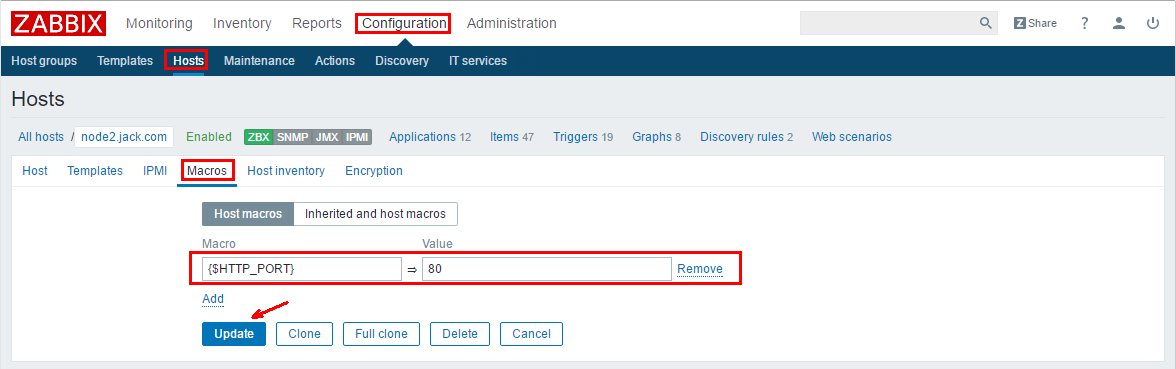 ZABBIX Monitoring Inventory Reports Configuration Administration Z Share ?
Host groups Templates Hosts Maintenance Actions Discovery IT services
Hosts
All hosts / node2.jack.com Enabled ZBX SNMP JMX IPMI Applications 12 Items 47 Triggers 19 Graphs 8 Discovery rules 2 Web scenarios
Host Templates IPMI Macros Host inventory Encryption
Host macros Inherited and host macros
Macro Value
{$HTTP_PORT} ⇒ 80 Remove
Add
Update Clone Full clone Delete Cancel